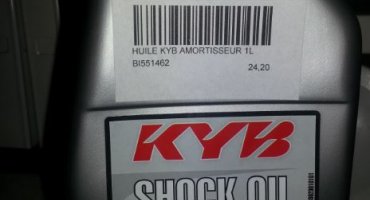 HUILE KYB AMORTISSEUR 1L
BI551462 24,20
KYB
SHOCK OIL